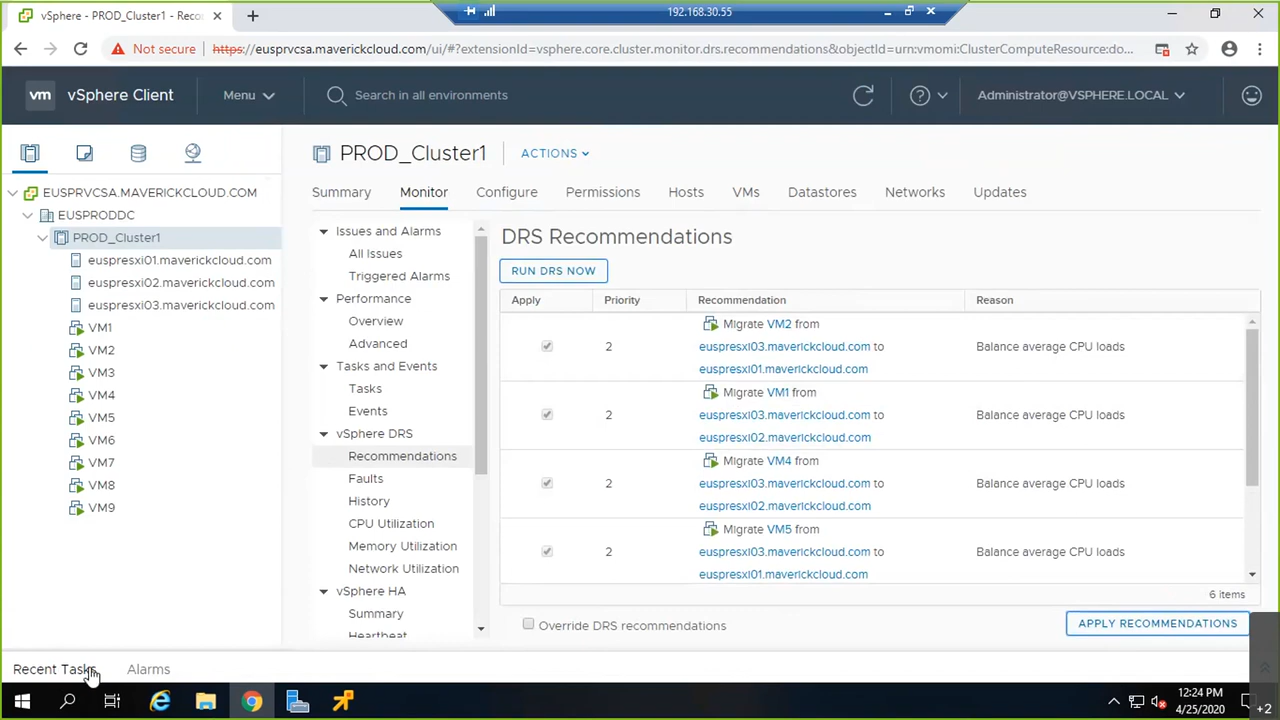 vSphere - PROD_Cluster1 - Reco
192.168.30.55
Not secure
https://eusprvcsa.maverickcloud.com/ui/#?extensionId=vsphere.core.cluster.monitor.drs.recommendations&objectId=urn:vmomi:ClusterComputeResource:do...
vm
vSphere Client
Menu
Search in all environments
Administrator@VSPHERE.LOCAL
PROD_Cluster1
ACTIONS
Summary
Monitor
Configure
Permissions
Hosts
VMs
Datastores
Networks
Updates
EUSPRVCSA.MAVERICKCLOUD.COM
EUSPRODDC
PROD_Cluster1
euspresxi01.maverickcloud.com
euspresxi02.maverickcloud.com
euspresxi03.maverickcloud.com
VM1
VM2
VM3
VM4
VM5
VM6
VM7
VM8
VM9
Issues and Alarms
All Issues
Triggered Alarms
Performance
Overview
Advanced
Tasks and Events
Tasks
Events
vSphere DRS
Recommendations
Faults
History
CPU Utilization
Memory Utilization
Network Utilization
vSphere HA
Summary
Heartbeat
DRS Recommendations
RUN DRS NOW
Apply Priority Recommendation Reason
Migrate VM2 from
2 euspresxi03.maverickcloud.com to Balance average CPU loads
euspresxi01.maverickcloud.com
Migrate VM1 from
2 euspresxi03.maverickcloud.com to Balance average CPU loads
euspresxi02.maverickcloud.com
Migrate VM4 from
2 euspresxi03.maverickcloud.com to Balance average CPU loads
euspresxi02.maverickcloud.com
Migrate VM5 from
2 euspresxi03.maverickcloud.com to Balance average CPU loads
euspresxi01.maverickcloud.com
6 items
Override DRS recommendations
APPLY RECOMMENDATIONS
Recent Tasks
Alarms
12:24 PM
4/25/2020
+2